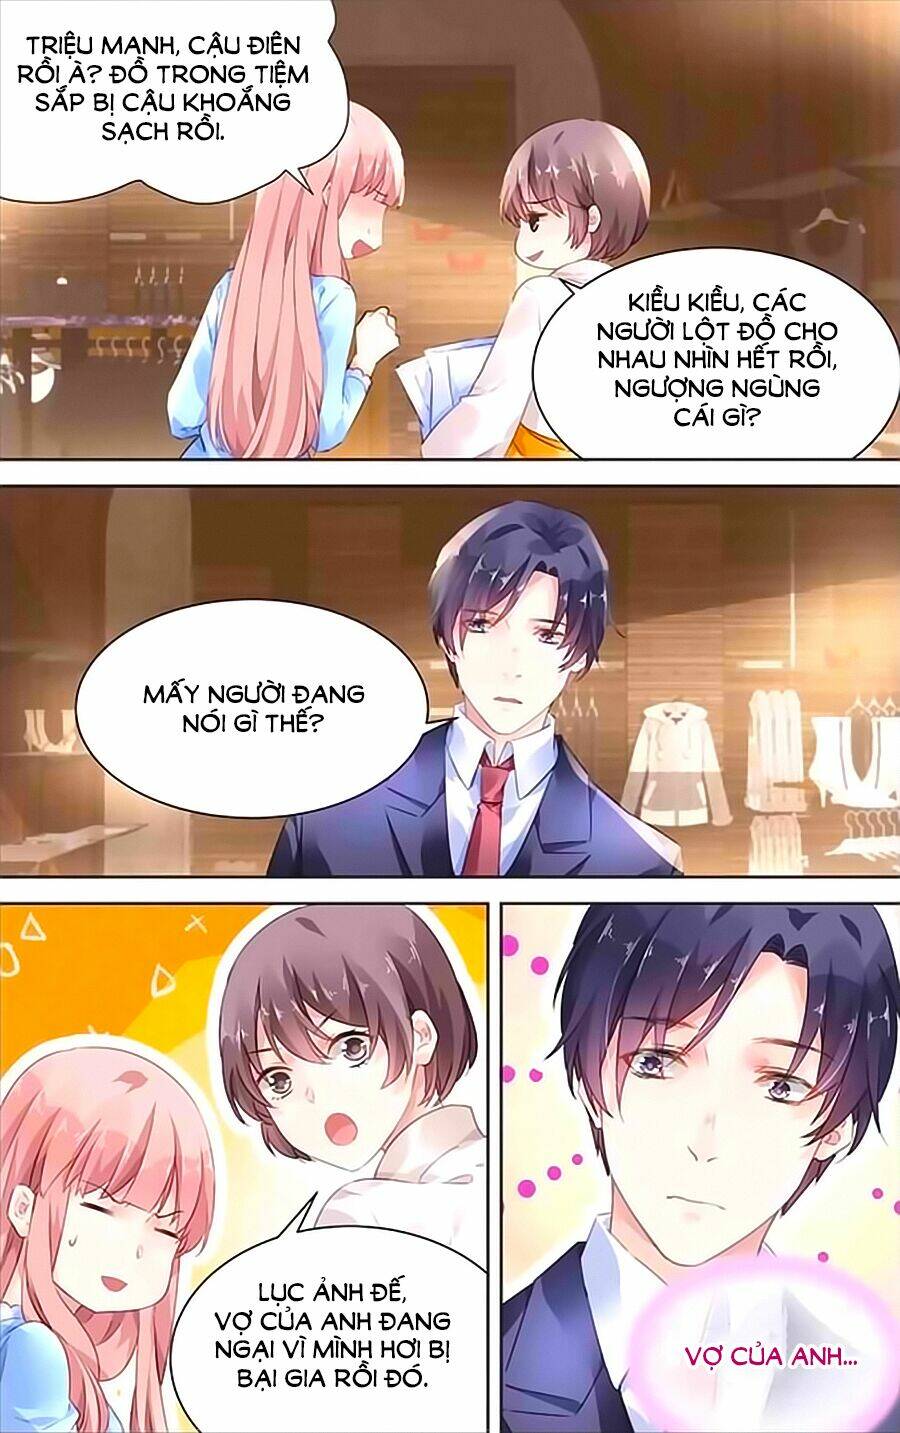 TRIỆU MANH, CẬU ĐIÊN
RỒI À? ĐỒ TRONG TIỆM
SẮP BỊ CẬU KHOẮNG
SẠCH RỒI.
KIỀU KIỀU, CÁC
NGƯỜI LỘT ĐỒ CHO
NHAU NHÌN HẾT RỒI,
NGƯỢNG NGÙNG
CÁI GÌ?
MẤY NGƯỜI ĐANG
NÓI GÌ THẾ?
LỤC ẢNH ĐẾ,
VỢ CỦA ANH ĐANG
NGẠI VÌ MÌNH HƠI BỊ
BẠI GIA RỒI ĐÓ.
VỢ CỦA ANH...